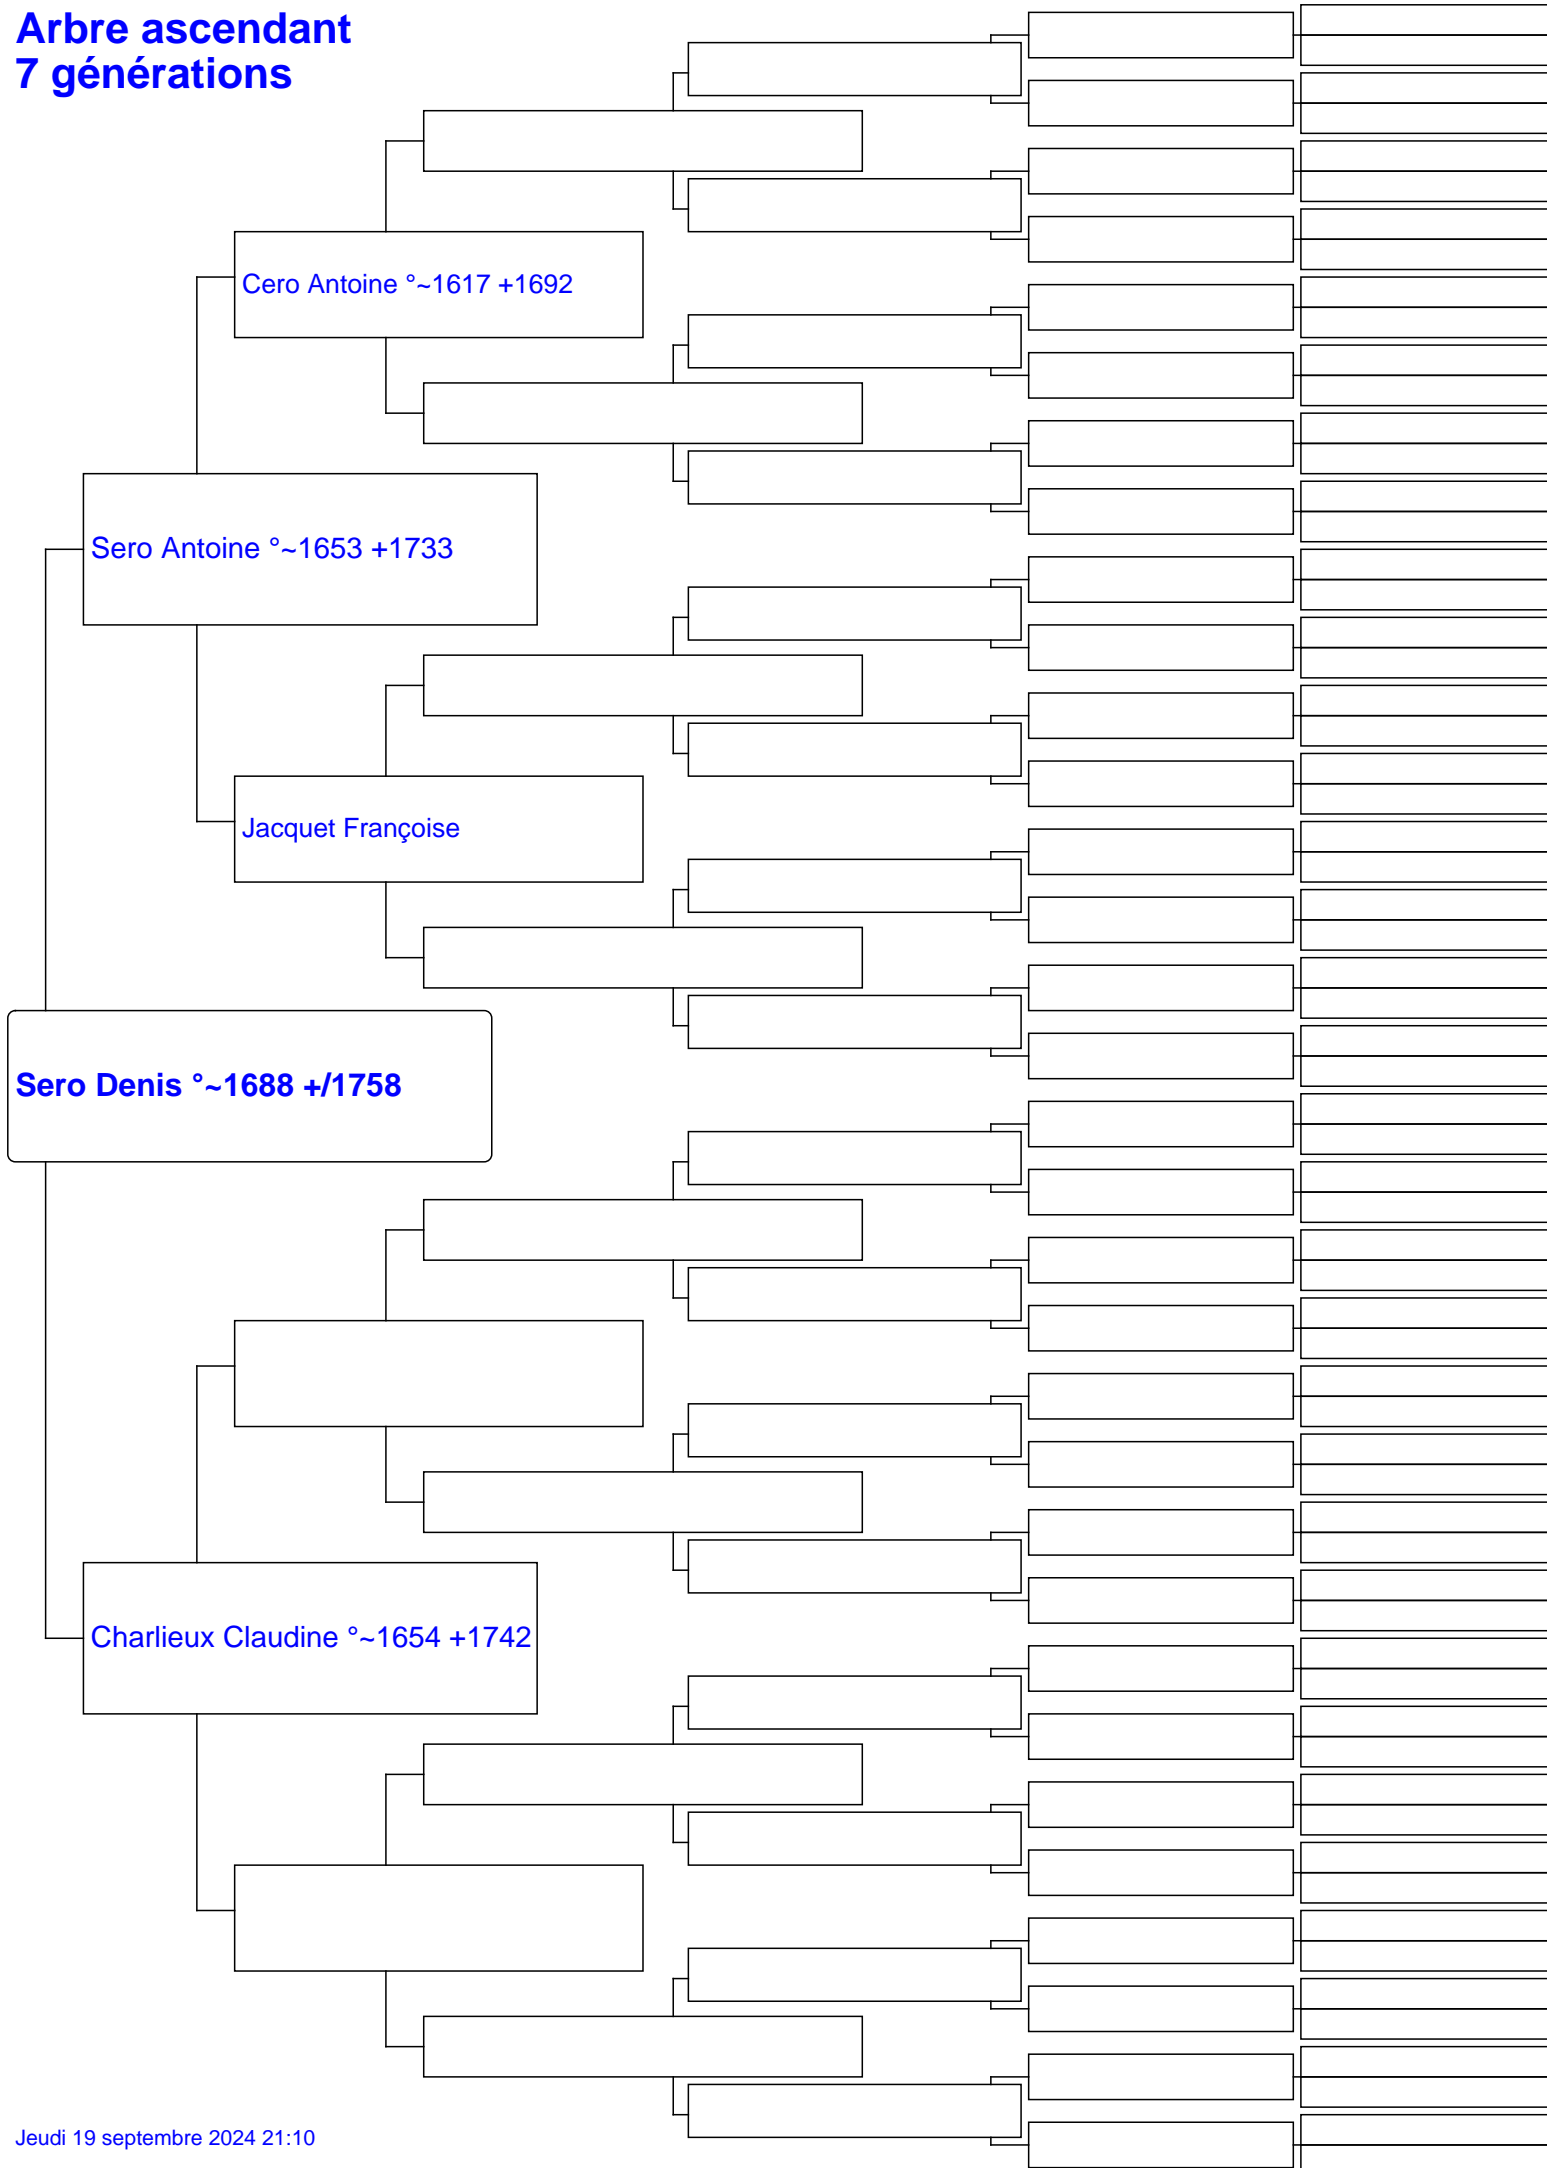 Arbre ascendant
7 générations
Cero Antoine °~1617 +1692
Sero Antoine °~1653 +1733
Jacquet Françoise
Sero Denis °~1688 +/1758
Charlieux Claudine °~1654 +1742
Jeudi 19 septembre 2024 21:10